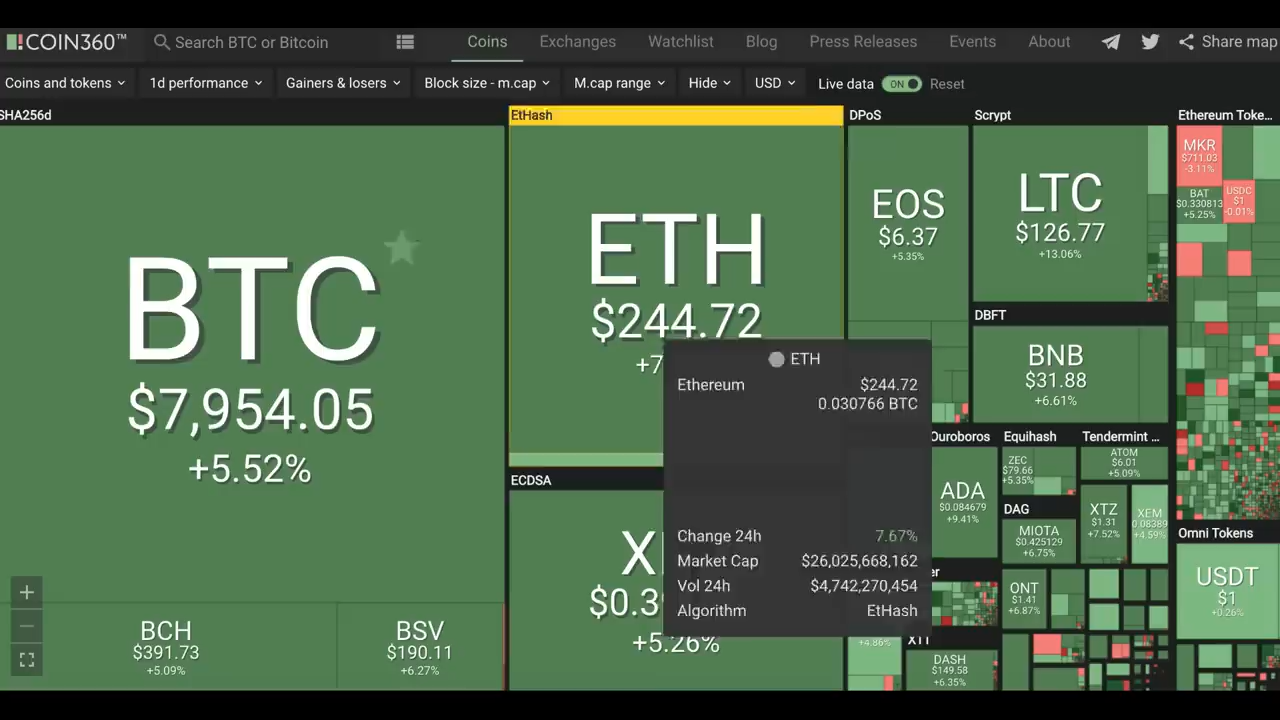 COIN360™
Search BTC or Bitcoin
Coins
Exchanges
Watchlist
Blog
Press Releases
Events
About
Share map
Coins and tokens
1d performance
Gainers & losers
Block size - m.cap
M.cap range
Hide
USD
Live data
ON
Reset
SHA256d
BTC
$7,954.05
+5.52%
BCH
$391.73
+5.09%
BSV
$190.11
+6.27%
EtHash
ETH
$244.72
+7
ETH
Ethereum
$244.72
0.030766 BTC
Change 24h
7.67%
Market Cap
$26,025,668,162
Vol 24h
$4,742,270,454
Algorithm
EtHash
ECDSA
X
$0.3
+5.26%
DPoS
EOS
$6.37
+5.35%
Scrypt
LTC
$126.77
+13.06%
DBFT
BNB
$31.88
+6.61%
Ouroboros
ADA
$0.084679
+9.41%
Equihash
ZEC
$79.66
+5.35%
DAG
MIOTA
$0.425129
+6.75%
Tendermint ...
ATOM
$6.01
+5.09%
XTZ
$1.31
+7.52%
XEM
0.08389
+4.59%
ONT
$1.41
+6.87%
er
+4.86%
X11
DASH
$149.58
+6.35%
Ethereum Toke...
MKR
$711.03
-3.11%
BAT
$0.330813
+5.25%
USDC
$1
-0.01%
Omni Tokens
USDT
$1
+0.26%